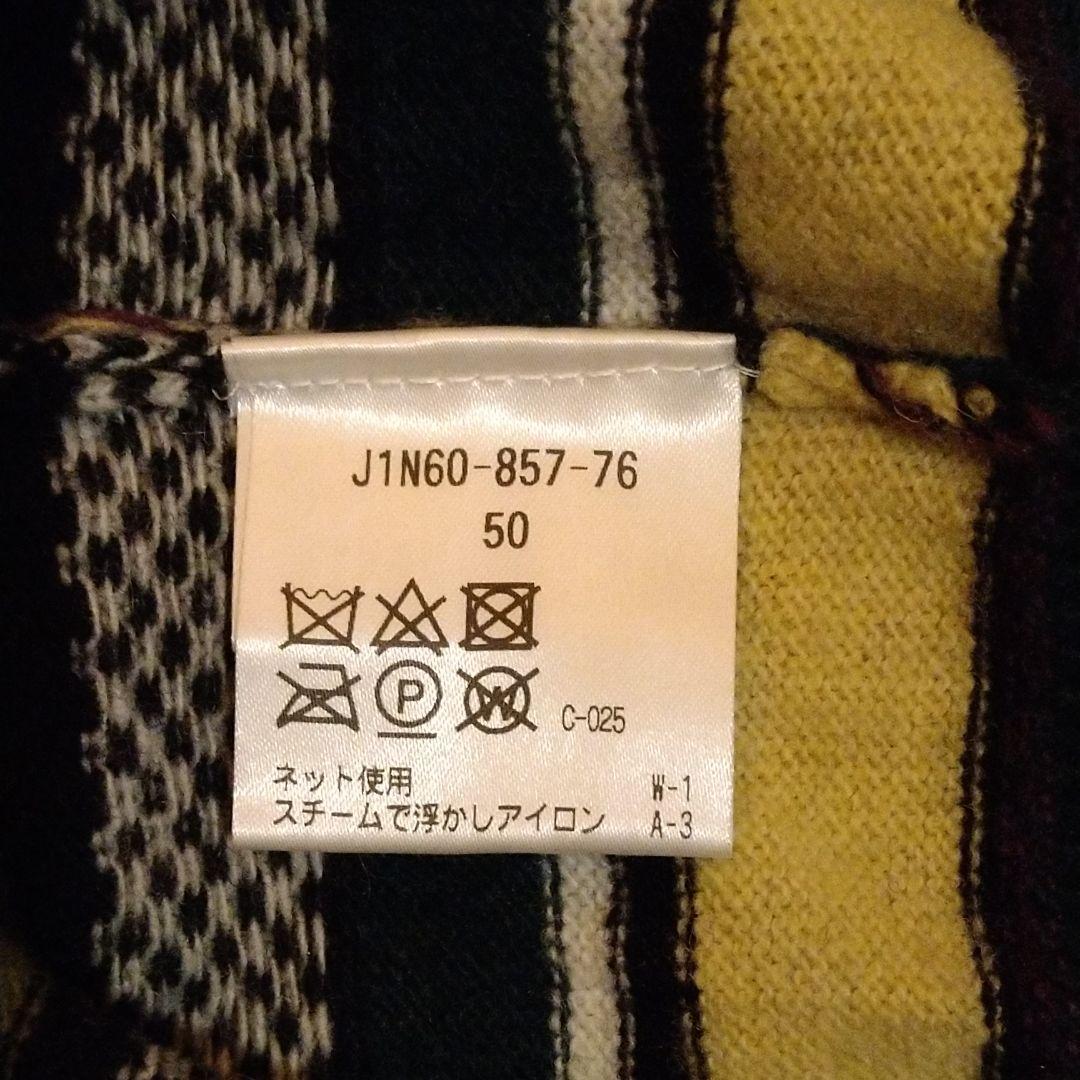 J1N60-857-76
50
P W C-025
ネット使用 W-1
スチームで浮かしアイロン A-3